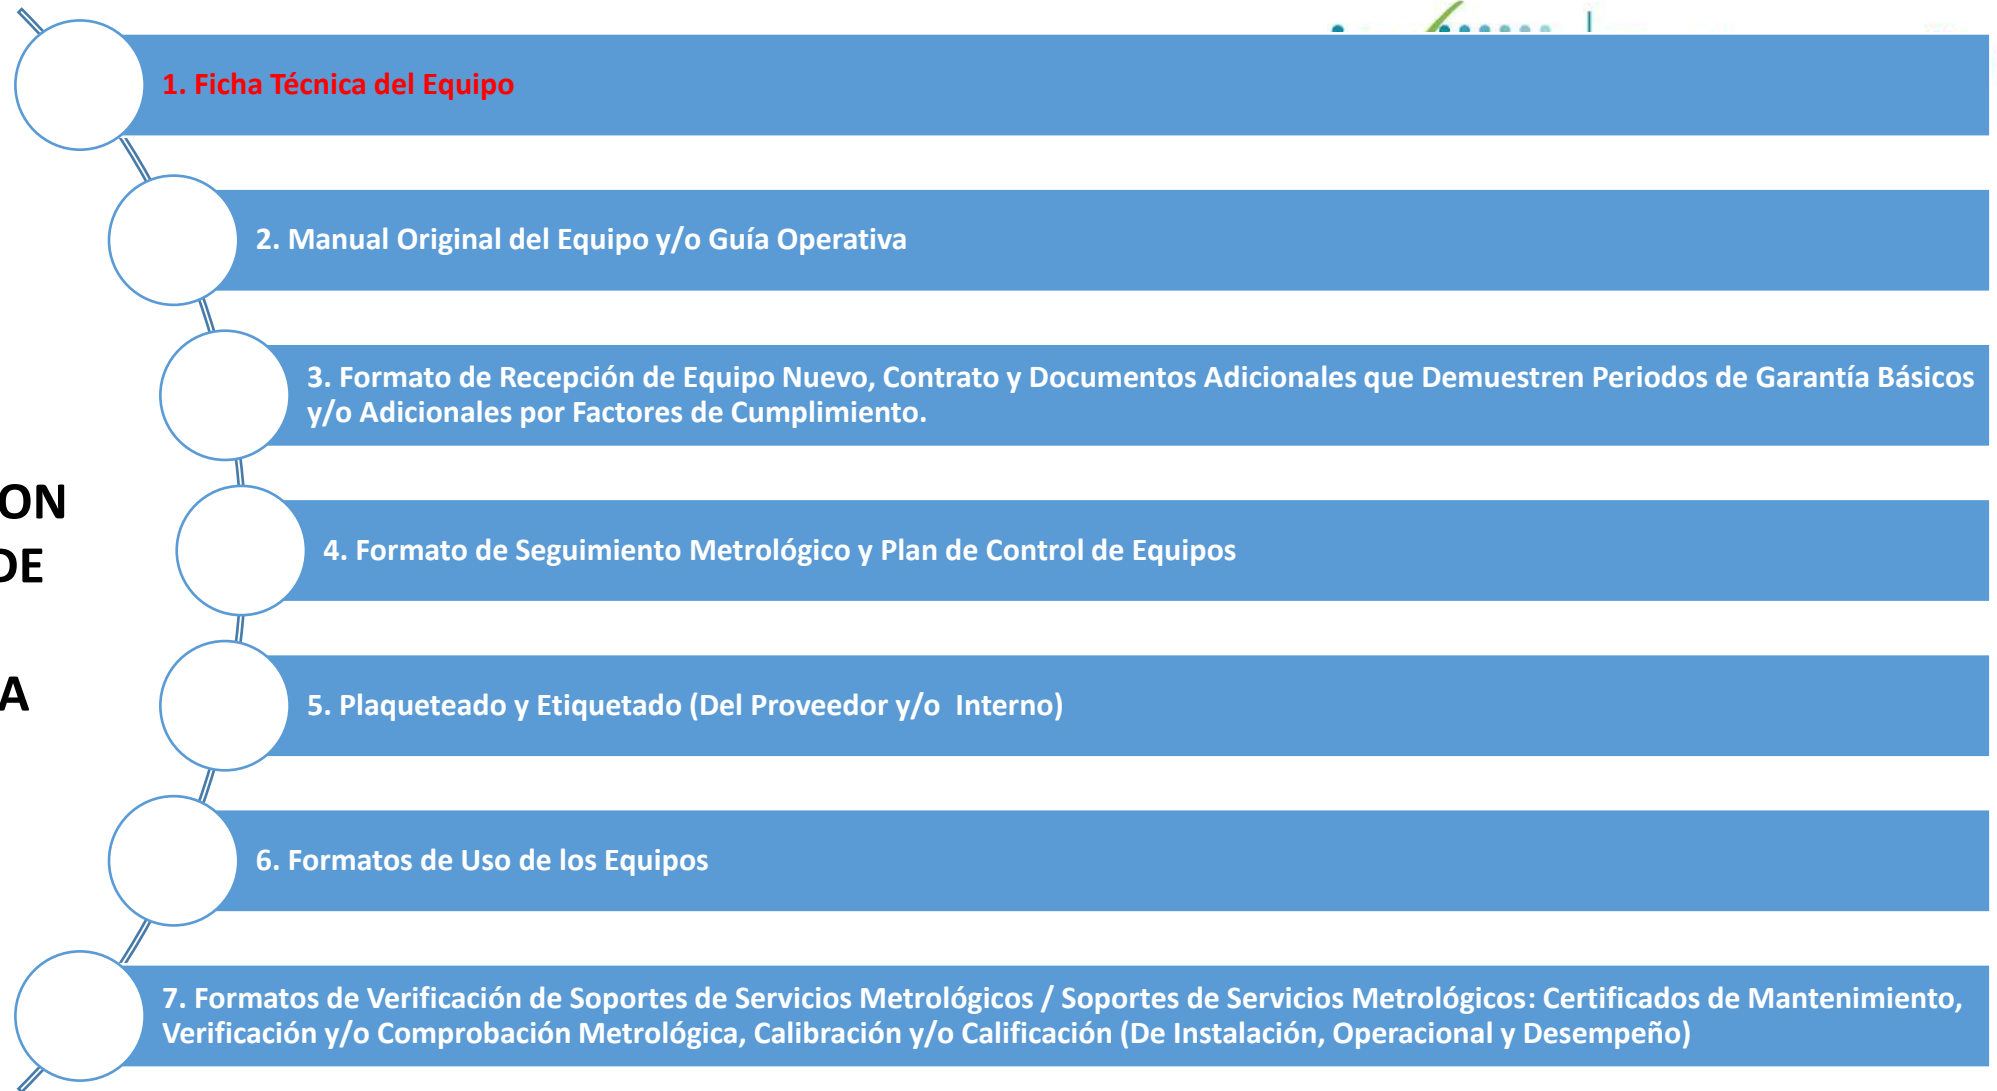 1. Ficha Técnica del Equipo
2. Manual Original del Equipo y/o Guía Operativa
3. Formato de Recepción de Equipo Nuevo, Contrato y Documentos Adicionales que Demuestren Periodos de Garantía Básicos
y/o Adicionales por Factores de Cumplimiento.
ON
DE
A
4. Formato de Seguimiento Metrológico y Plan de Control de Equipos
5. Plaqueteado y Etiquetado (Del Proveedor y/o Interno)
6. Formatos de Uso de los Equipos
7. Formatos de Verificación de Soportes de Servicios Metrológicos / Soportes de Servicios Metrológicos: Certificados de Mantenimiento,
Verificación y/o Comprobación Metrológica, Calibración y/o Calificación (De Instalación, Operacional y Desempeño)